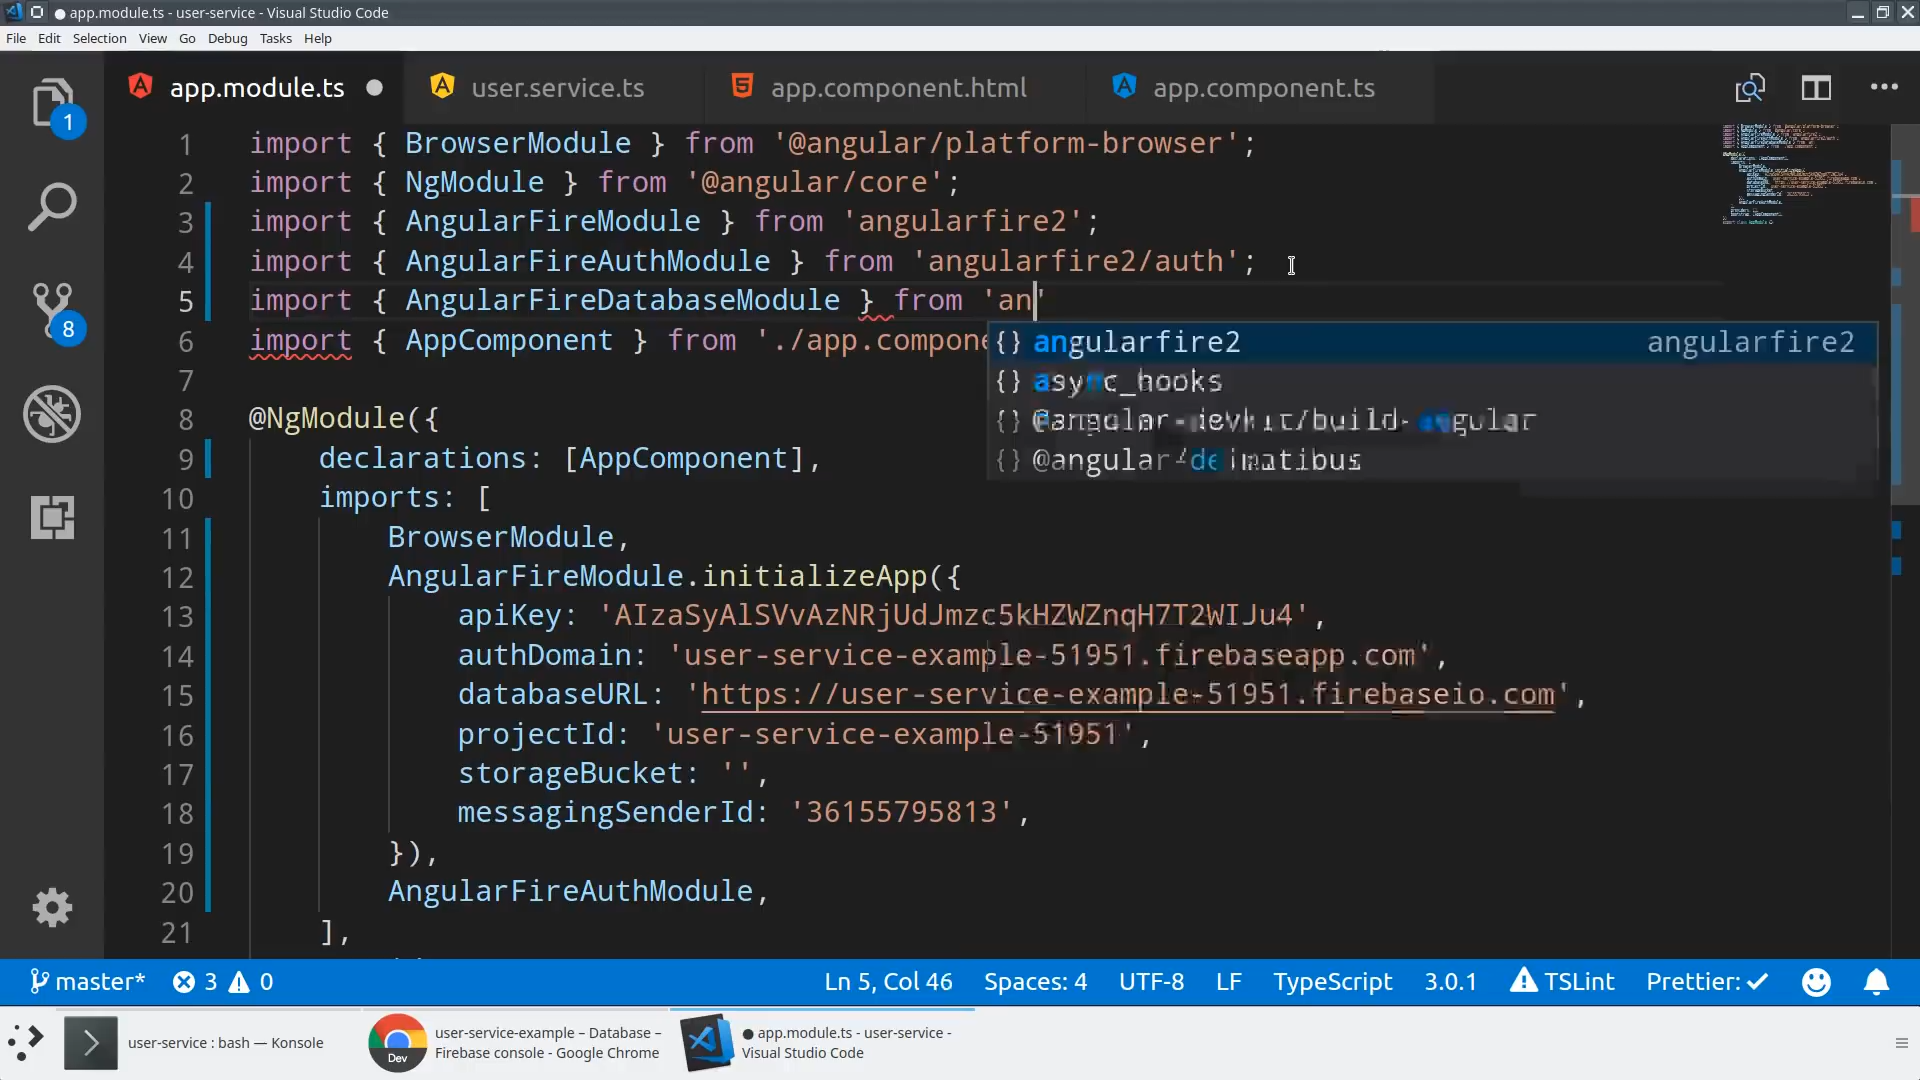 app.module.ts - user-service - Visual Studio Code
File Edit Selection View Go Debug Tasks Help
app.module.ts user.service.ts app.component.html app.component.ts
1
8
1 import { BrowserModule } from '@angular/platform-browser';
2 import { NgModule } from '@angular/core';
3 import { AngularFireModule } from 'angularfire2';
4 import { AngularFireAuthModule } from 'angularfire2/auth';
5 import { AngularFireDatabaseModule } from 'an'
6 import { AppComponent } from './app.compone
{} angularfire2 angularfire2
{} async_hooks
{} @angular-devkit/build-angular
{} @angular/
7
8 @NgModule({
9 declarations: [AppComponent],
10 imports: [
11 BrowserModule,
12 AngularFireModule.initializeApp({
13 apiKey: 'AIzaSyAlSVvAzNRjUdJmzc5kHZWZnqH7T2WIJu4',
14 authDomain: 'user-service-example-51951.firebaseapp.com',
15 databaseURL: 'https://user-service-example-51951.firebaseio.com',
16 projectId: 'user-service-example-51951',
17 storageBucket: '',
18 messagingSenderId: '36155795813',
19 }),
20 AngularFireAuthModule,
21 ],
master* 3 0 Ln 5, Col 46 Spaces: 4 UTF-8 LF TypeScript 3.0.1 TSLint Prettier: ✓
user-service : bash — Konsole
Dev
user-service-example – Database –
Firebase console - Google Chrome
● app.module.ts - user-service -
Visual Studio Code